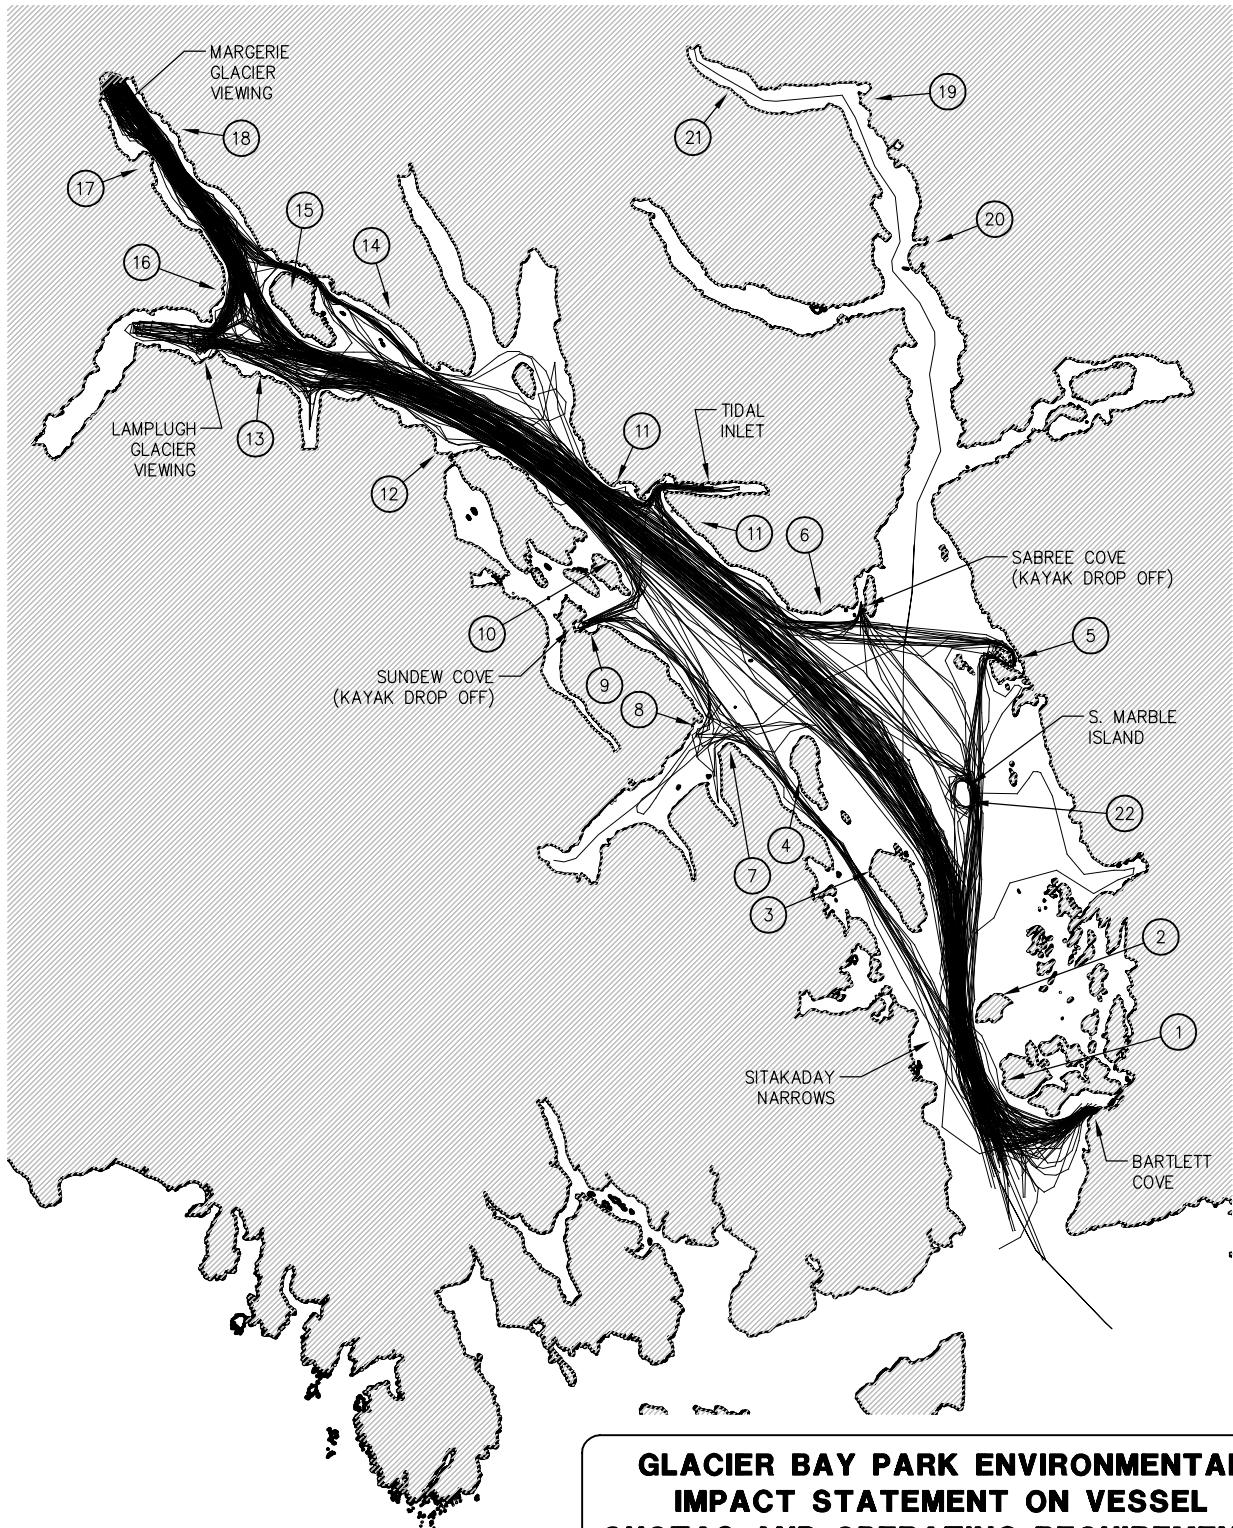 MARGERIE
GLACIER
VIEWING
19
21
18
17
15
20
14
16
LAMPLUGH
GLACIER
VIEWING
13
12
11
TIDAL
INLET
11
6
SABREE COVE
(KAYAK DROP OFF)
10
5
SUNDEW COVE
(KAYAK DROP OFF)
9
8
S. MARBLE
ISLAND
22
4
7
3
2
1
SITAKADAY
NARROWS
BARTLETT
COVE
GLACIER BAY PARK ENVIRONMENTAL
IMPACT STATEMENT ON VESSEL